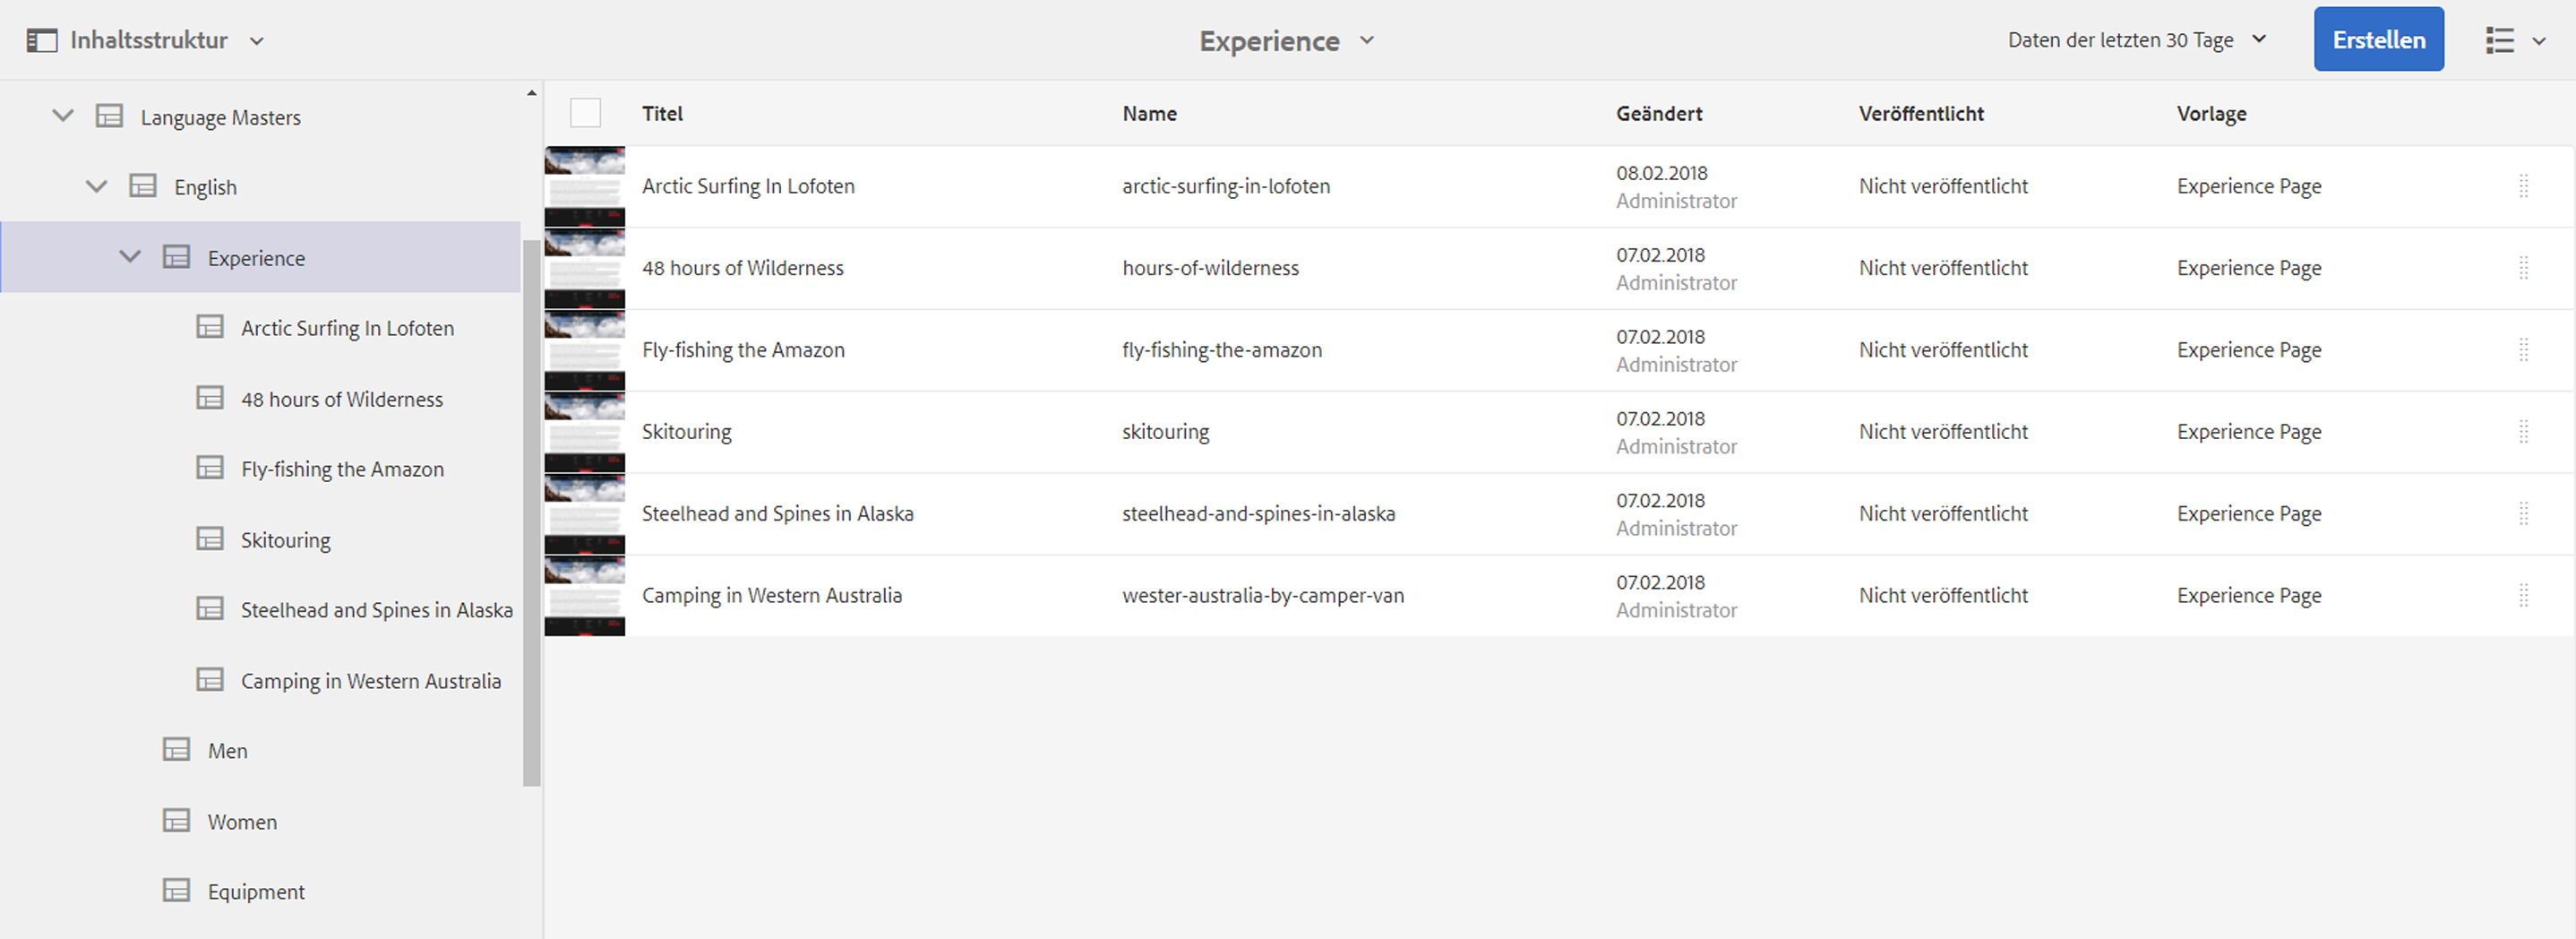 Inhaltsstruktur
Experience
Daten der letzten 30 Tage
Erstellen
Language Masters
English
Experience
Arctic Surfing In Lofoten
48 hours of Wilderness
Fly-fishing the Amazon
Skitouring
Steelhead and Spines in Alaska
Camping in Western Australia
Men
Women
Equipment
Titel Name Geändert Veröffentlicht Vorlage
Arctic Surfing In Lofoten arctic-surfing-in-lofoten 08.02.2018 Nicht veröffentlicht Experience Page
Administrator
48 hours of Wilderness hours-of-wilderness 07.02.2018 Nicht veröffentlicht Experience Page
Administrator
Fly-fishing the Amazon fly-fishing-the-amazon 07.02.2018 Nicht veröffentlicht Experience Page
Administrator
Skitouring skitouring 07.02.2018 Nicht veröffentlicht Experience Page
Administrator
Steelhead and Spines in Alaska steelhead-and-spines-in-alaska 07.02.2018 Nicht veröffentlicht Experience Page
Administrator
Camping in Western Australia wester-australia-by-camper-van 07.02.2018 Nicht veröffentlicht Experience Page
Administrator